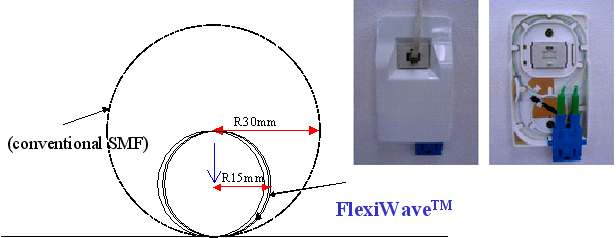 R30mm
(conventional SMF)
R15mm
FlexiWave™